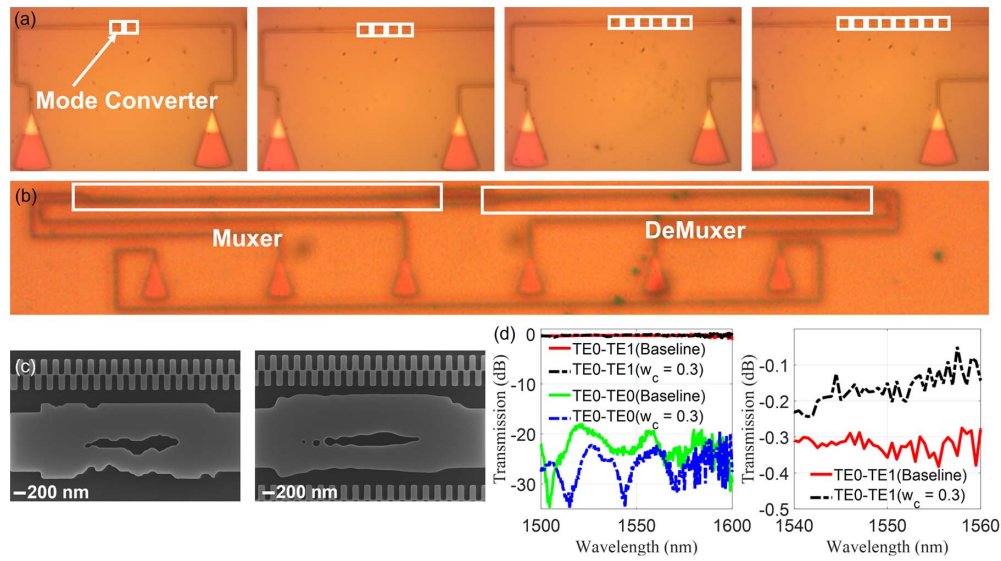 (a)
Mode Converter
(b)
Muxer
DeMuxer
(c)
200 nm
200 nm
(d)
0
-10
-20
-30
Transmission (dB)
TE0-TE1(Baseline)
TE0-TE1(w_c = 0.3)
TE0-TE0(Baseline)
TE0-TE0(w_c = 0.3)
1500
1550
1600
Wavelength (nm)
-0.1
-0.2
-0.3
-0.4
-0.5
Transmission (dB)
TE0-TE1(Baseline)
TE0-TE1(w_c = 0.3)
1540
1550
1560
Wavelength (nm)